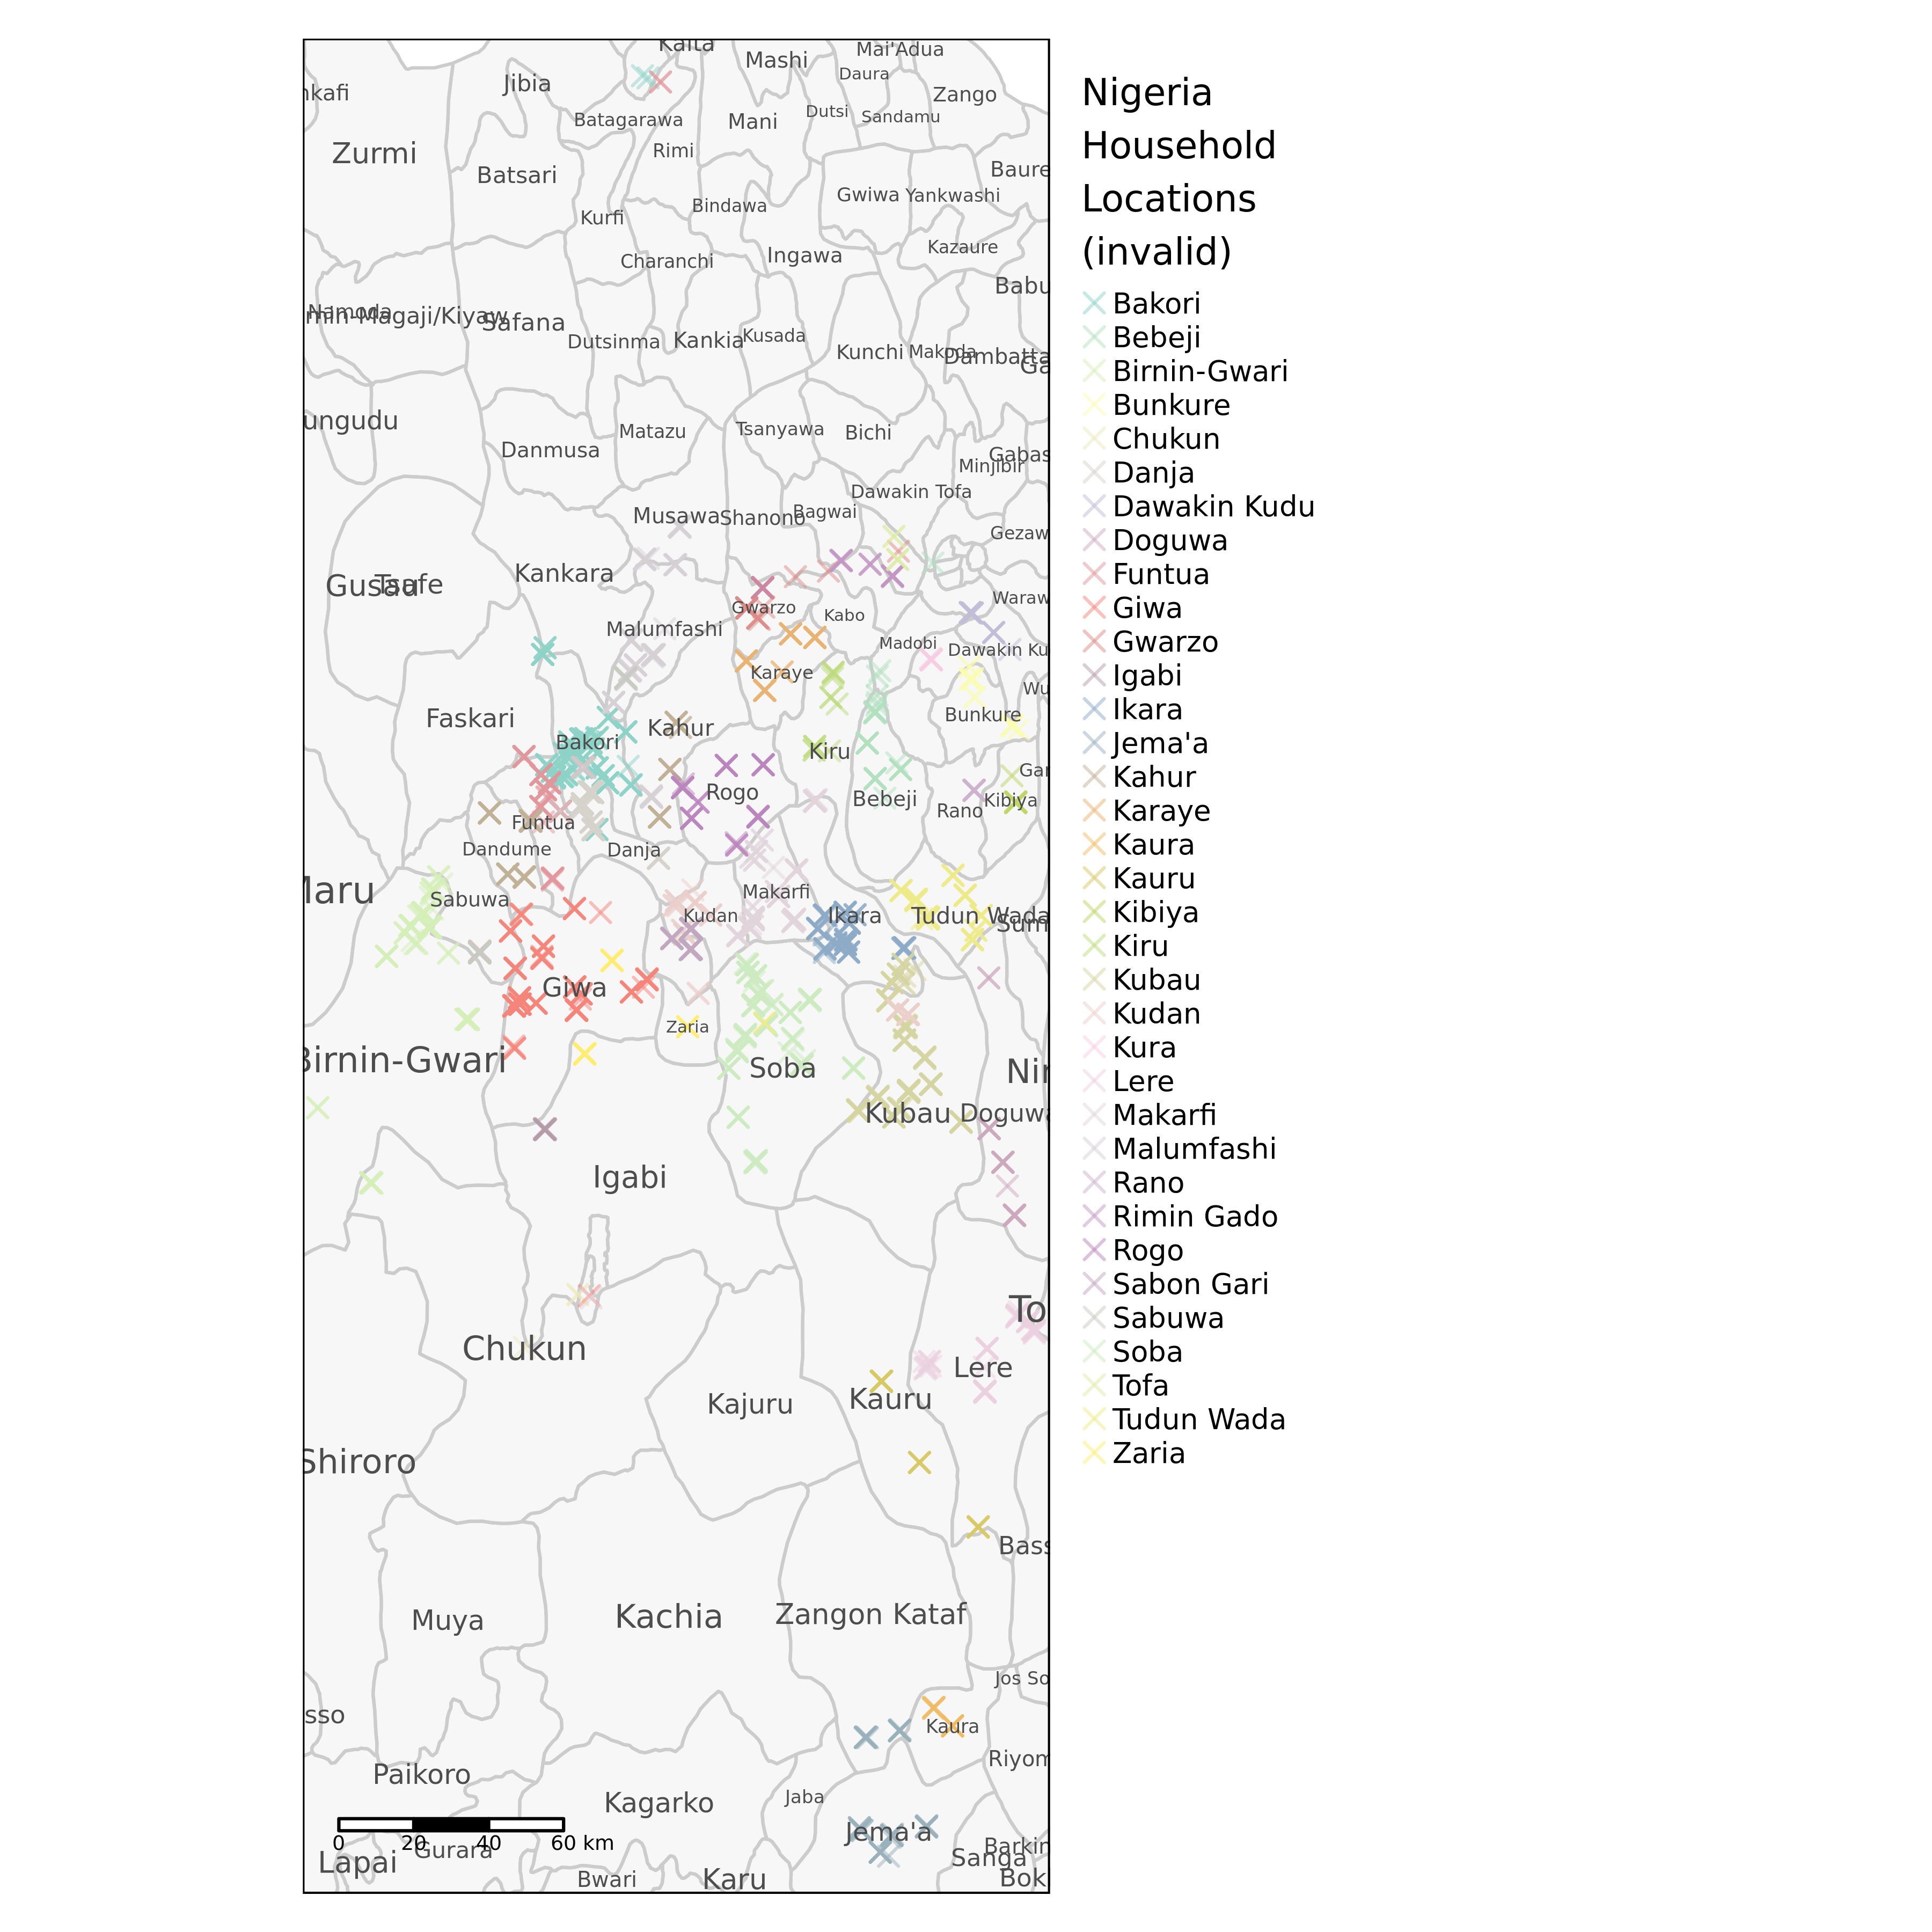 Kaita
Mashi
Mai'Adua
Daura
Jibia
nkafi
Zango
Dutsi
Sandamu
Batagarawa
Mani
Zurmi
Rimi
Batsari
Baure
Gwiwa
Yankwashi
Bindawa
Kurfi
Kazaure
Ingawa
Charanchi
Babu
Namoda
rnin-Magaji/Kiyaw
Safana
Dutsinma
Kankia
Kusada
Kunchi
Makoda
Dambatta
Ga
ungudu
Matazu
Tsanyawa
Bichi
Danmusa
Gabas
Minjibir
Dawakin Tofa
Musawa
Shanono
Bagwai
Gezaw
Kankara
Gusau
Tsafe
Waraw
Gwarzo
Kabo
Malumfashi
Madobi
Dawakin Ku
Karaye
Wu
Faskari
Bunkure
Kahur
Bakori
Kiru
Gar
Rogo
Bebeji
Kibiya
Rano
Funtua
Dandume
Danja
Maru
Makarfi
Sabuwa
Kudan
Ikara
Tudun Wada
Sum
Giwa
Zaria
Birnin-Gwari
Soba
Nin
Kubau
Doguwa
Igabi
To
Chukun
Lere
Kajuru
Kauru
Shiroro
Bass
Muya
Kachia
Zangon Kataf
Jos So
sso
Kaura
Riyom
Paikoro
Jaba
Kagarko
Jema'a
0 20 40 60 km
Gurara
Barkin
Sanga
Lapai
Bwari
Karu
Bok
Nigeria
Household
Locations
(invalid)
Bakori
Bebeji
Birnin-Gwari
Bunkure
Chukun
Danja
Dawakin Kudu
Doguwa
Funtua
Giwa
Gwarzo
Igabi
Ikara
Jema'a
Kahur
Karaye
Kaura
Kauru
Kibiya
Kiru
Kubau
Kudan
Kura
Lere
Makarfi
Malumfashi
Rano
Rimin Gado
Rogo
Sabon Gari
Sabuwa
Soba
Tofa
Tudun Wada
Zaria